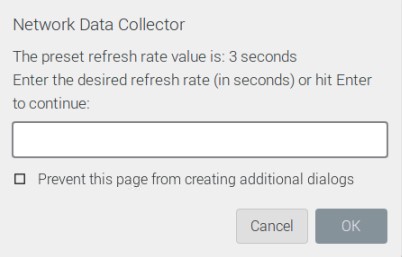 Network Data Collector
The preset refresh rate value is: 3 seconds
Enter the desired refresh rate (in seconds) or hit Enter
to continue:
Prevent this page from creating additional dialogs
Cancel
OK